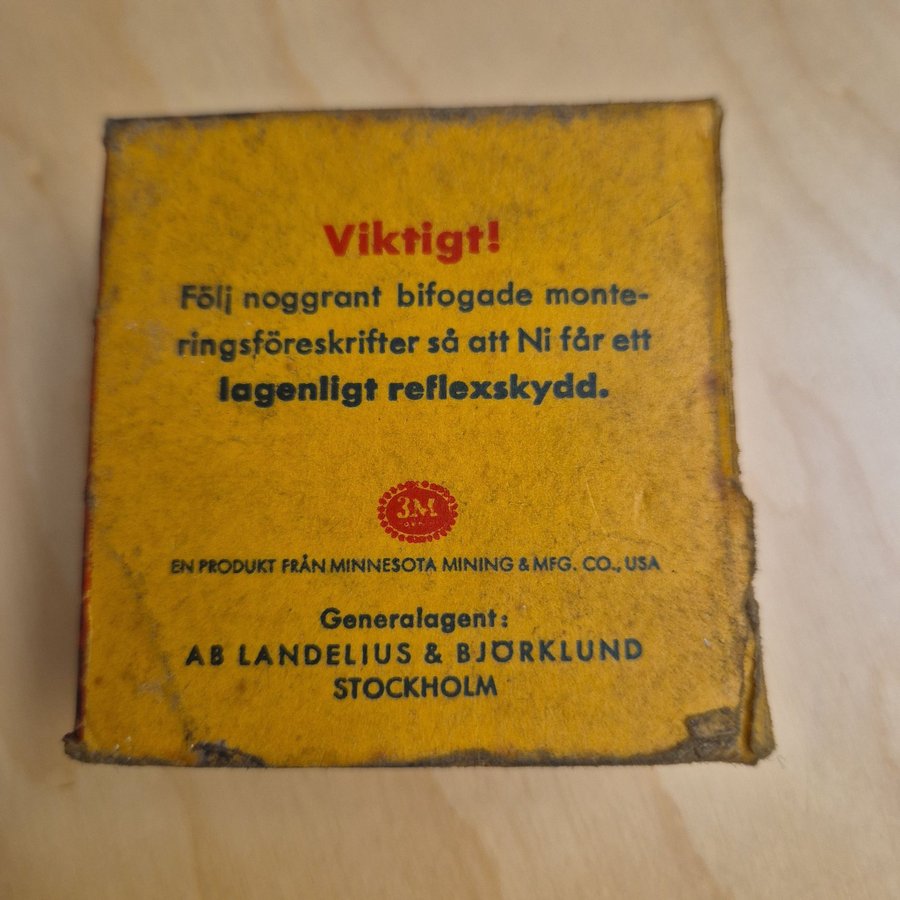 Viktigt!
Följ noggrant bifogade monte-
ringsföreskrifter så att Ni får ett
lagenligt reflexskydd.
3M
EN PRODUKT FRÅN MINNESOTA MINING & MFG. CO., USA
Generalagent:
AB LANDELIUS & BJÖRKLUND
STOCKHOLM